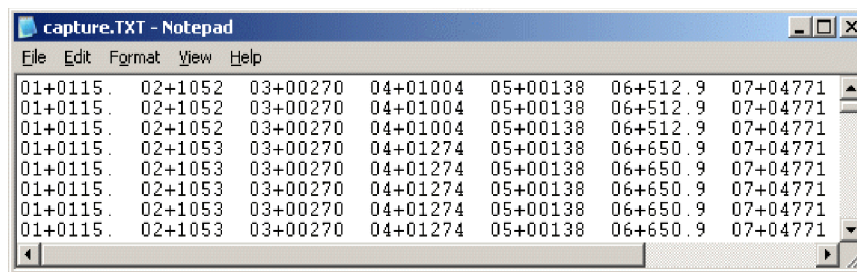 capture.TXT - Notepad
File Edit Format View Help
01+0115. 02+1052 03+00270 04+01004 05+00138 06+512.9 07+04771
01+0115. 02+1052 03+00270 04+01004 05+00138 06+512.9 07+04771
01+0115. 02+1052 03+00270 04+01004 05+00138 06+512.9 07+04771
01+0115. 02+1053 03+00270 04+01274 05+00138 06+650.9 07+04771
01+0115. 02+1053 03+00270 04+01274 05+00138 06+650.9 07+04771
01+0115. 02+1053 03+00270 04+01274 05+00138 06+650.9 07+04771
01+0115. 02+1053 03+00270 04+01274 05+00138 06+650.9 07+04771
01+0115. 02+1053 03+00270 04+01274 05+00138 06+650.9 07+04771